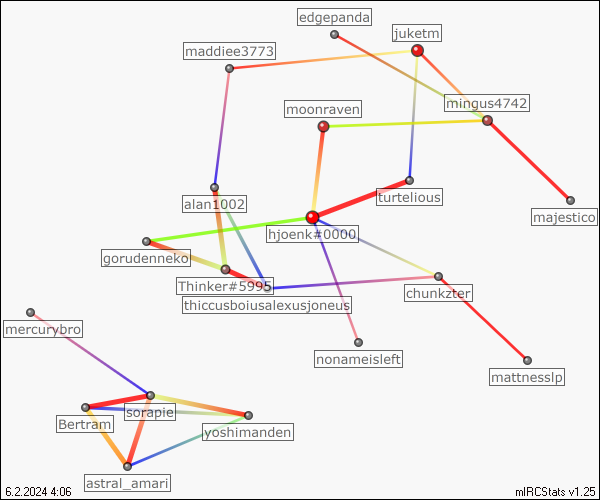 edgepanda
juketm
maddiee3773
mingus4742
moonraven
turtelious
alan1002
majestico
hjoenk#0000
gorudenneko
Thinker#5995
chunkzter
thiccusboiusalexusjoneus
mercurybro
nonameisleft
mattnesslp
sorapie
Bertram
yoshimanden
astral_amari
6.2.2024 4:06
mIRCStats v1.25